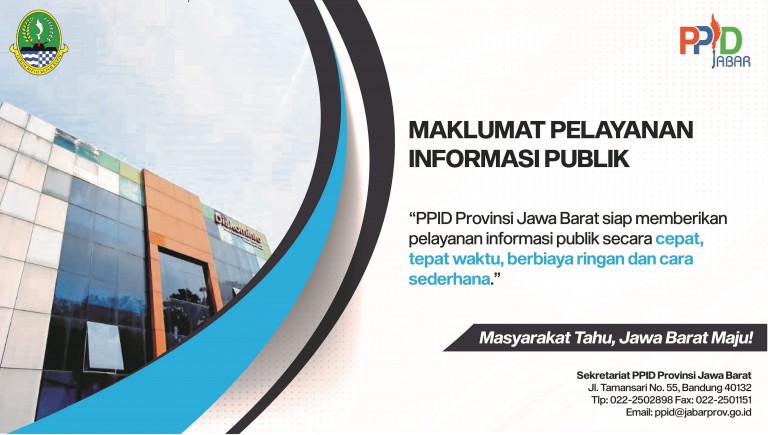 PPID
JABAR
MAKLUMAT PELAYANAN
INFORMASI PUBLIK
“PPID Provinsi Jawa Barat siap memberikan
pelayanan informasi publik secara cepat,
tepat waktu, berbiaya ringan dan cara
sederhana.”
Diskominfo
Masyarakat Tahu, Jawa Barat Maju!
Sekretariat PPID Provinsi Jawa Barat
Jl. Tamansari No. 55, Bandung 40132
Tlp: 022-2502898 Fax: 022-2501151
Email: ppid@jabarprov.go.id